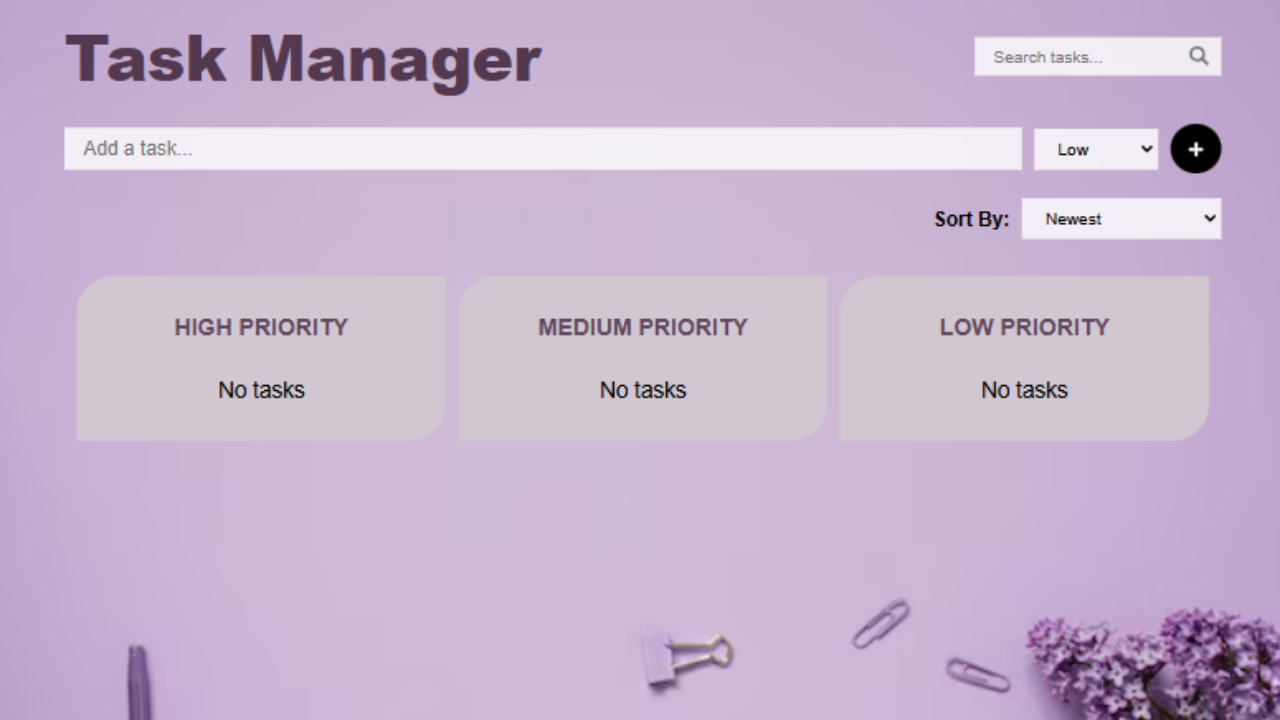 Task Manager
Search tasks...
Add a task...
Low
+
Sort By:
Newest
HIGH PRIORITY
No tasks
MEDIUM PRIORITY
No tasks
LOW PRIORITY
No tasks